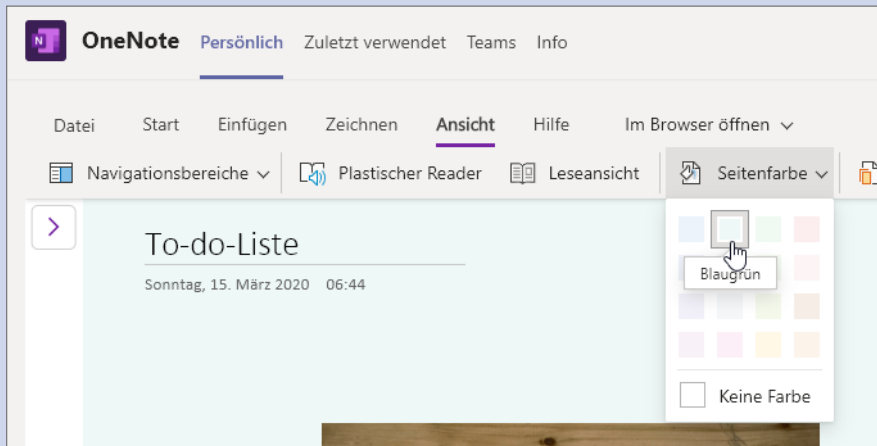 OneNote Persönlich Zuletzt verwendet Teams Info
Datei Start Einfügen Zeichnen Ansicht Hilfe Im Browser öffnen
Navigationsbereiche Plastischer Reader Leseansicht Seitenfarbe
To-do-Liste
Sonntag, 15. März 2020 06:44
Blaugrün
Keine Farbe